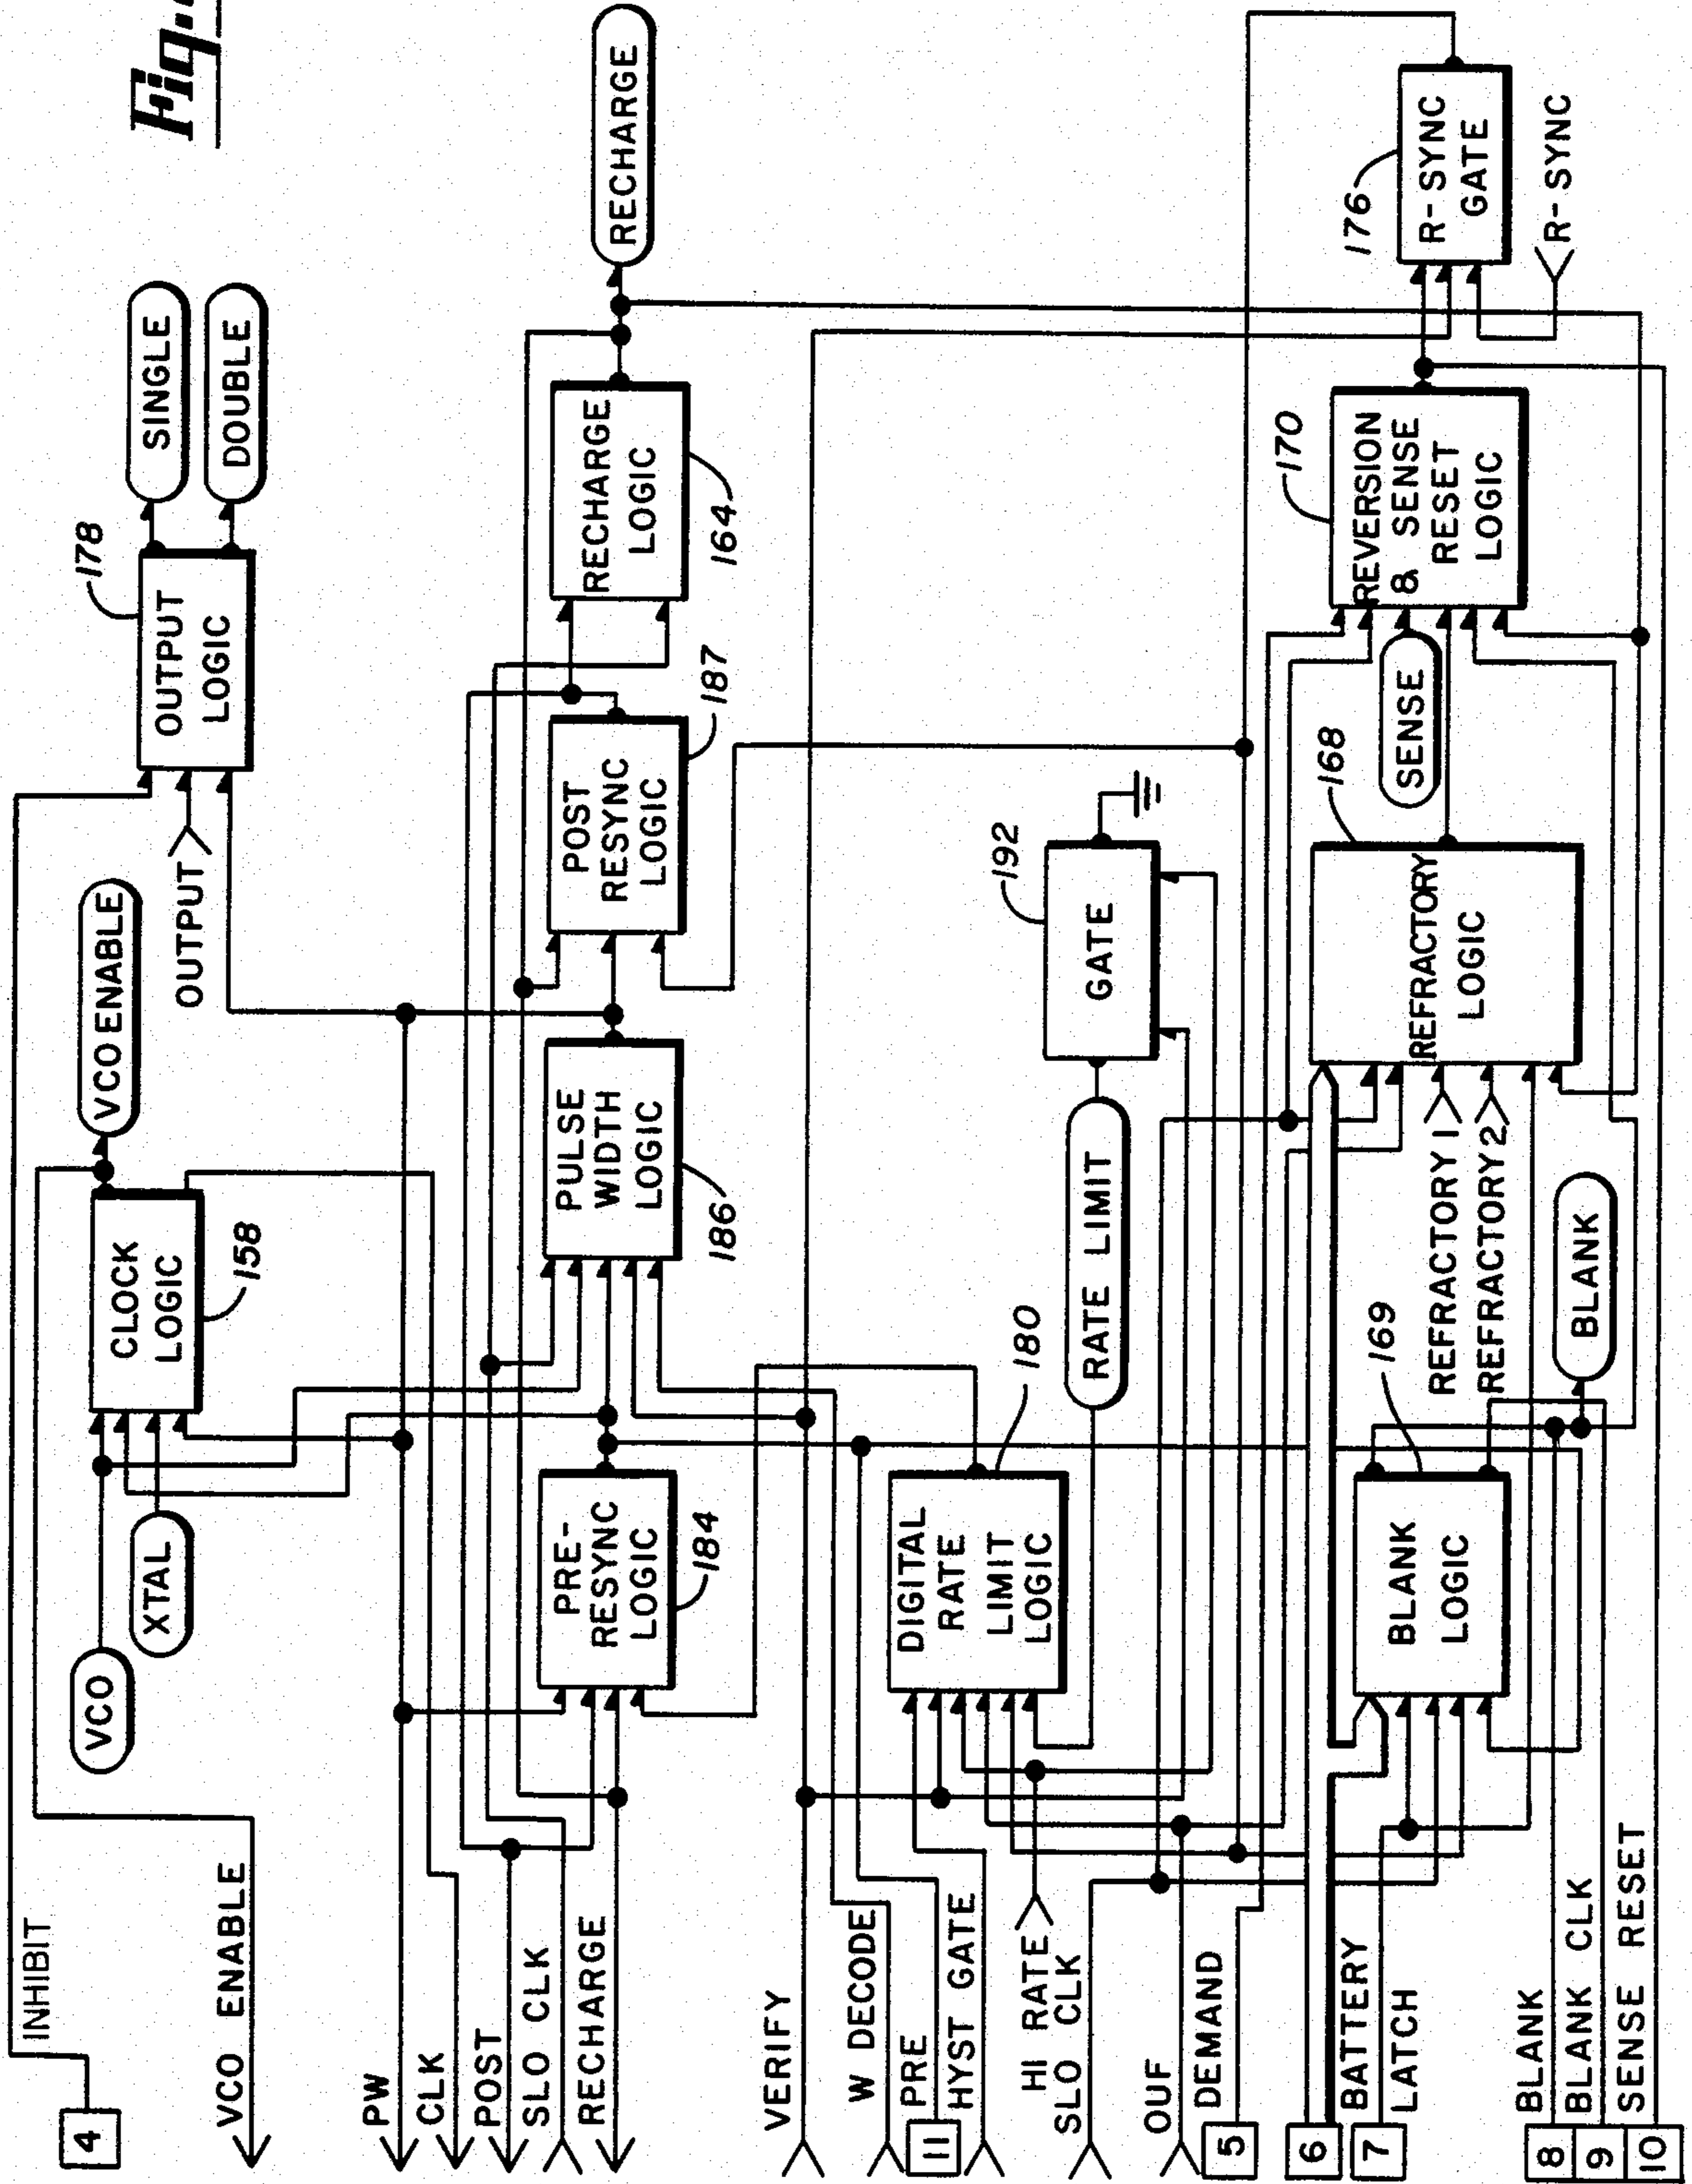 Fig.
4
INHIBIT
VCO ENABLE
VCO
XTAL
CLOCK
LOGIC
158
VCO ENABLE
OUTPUT
OUTPUT
LOGIC
178
SINGLE
DOUBLE
PW
CLK
POST
SLO CLK
RECHARGE
PRE-
RESYNC
LOGIC
184
PULSE
WIDTH
LOGIC
186
POST
RESYNC
LOGIC
187
RECHARGE
LOGIC
164
RECHARGE
VERIFY
W DECODE
11
PRE
HYST GATE
HI RATE
SLO CLK
OUF
5
DEMAND
DIGITAL
RATE
LIMIT
LOGIC
180
RATE LIMIT
GATE
192
6
7
BATTERY
LATCH
8
BLANK
9
BLANK CLK
10
SENSE RESET
BLANK
LOGIC
169
BLANK
REFRACTORY 1
REFRACTORY 2
REFRACTORY
LOGIC
168
SENSE
REVERSION
& SENSE
RESET
LOGIC
170
R-SYNC
GATE
176
R-SYNC